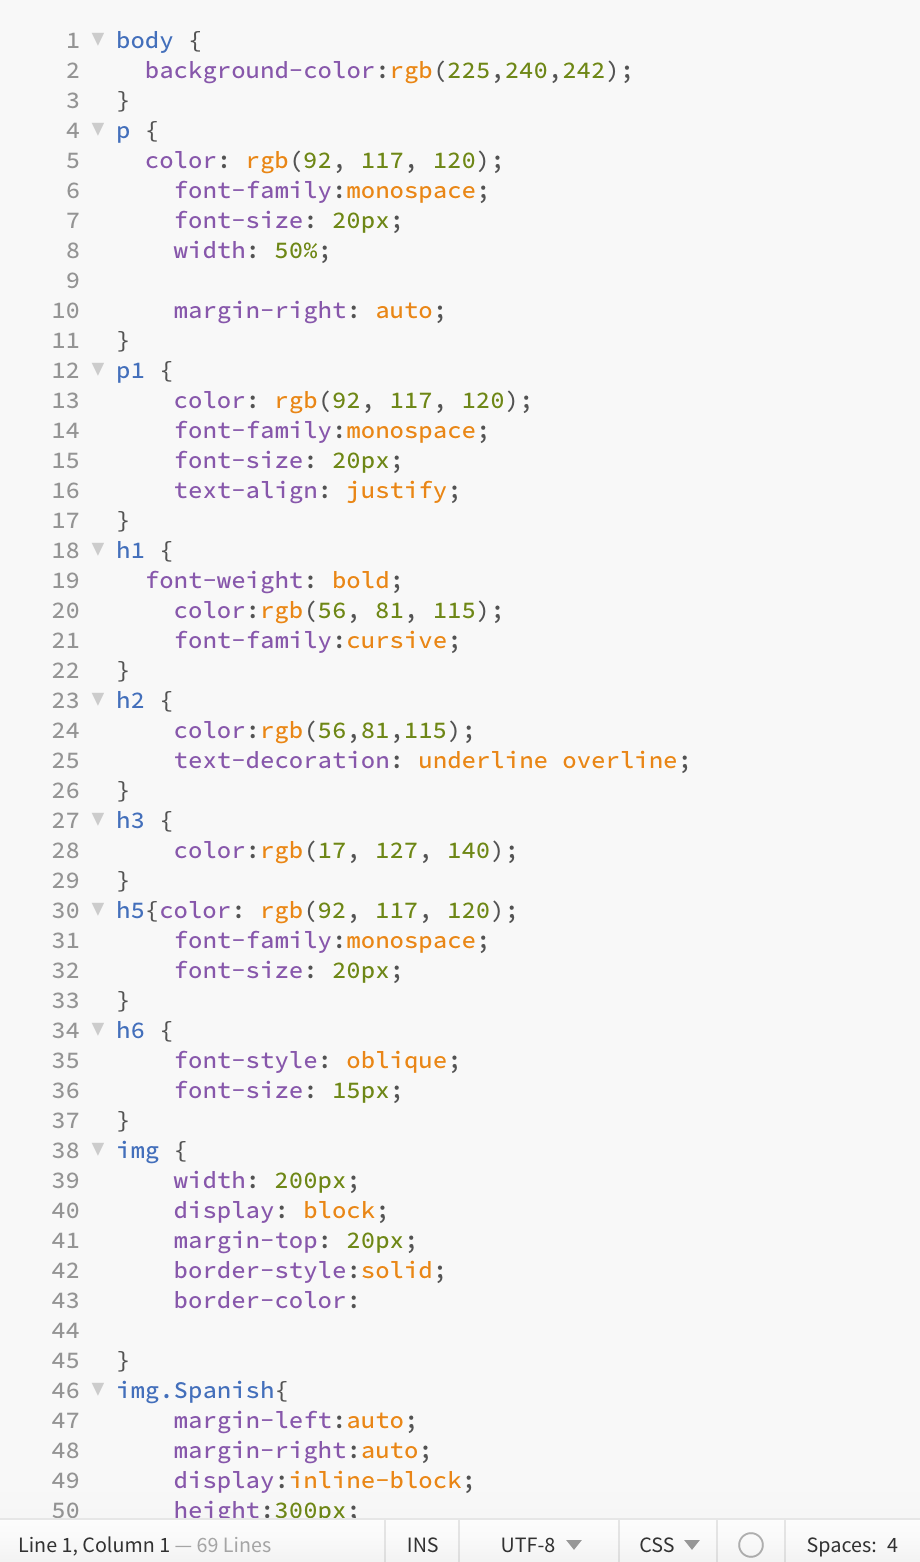 1 ▼ body {
2 background-color:rgb(225,240,242);
3 }
4 ▼ p {
5 color: rgb(92, 117, 120);
6 font-family:monospace;
7 font-size: 20px;
8 width: 50%;
9
10 margin-right: auto;
11 }
12 ▼ p1 {
13 color: rgb(92, 117, 120);
14 font-family:monospace;
15 font-size: 20px;
16 text-align: justify;
17 }
18 ▼ h1 {
19 font-weight: bold;
20 color:rgb(56, 81, 115);
21 font-family:cursive;
22 }
23 ▼ h2 {
24 color:rgb(56,81,115);
25 text-decoration: underline overline;
26 }
27 ▼ h3 {
28 color:rgb(17, 127, 140);
29 }
30 ▼ h5{color: rgb(92, 117, 120);
31 font-family:monospace;
32 font-size: 20px;
33 }
34 ▼ h6 {
35 font-style: oblique;
36 font-size: 15px;
37 }
38 ▼ img {
39 width: 200px;
40 display: block;
41 margin-top: 20px;
42 border-style:solid;
43 border-color:
44
45 }
46 ▼ img.Spanish{
47 margin-left:auto;
48 margin-right:auto;
49 display:inline-block;
50 height:300px;
Line 1, Column 1 — 69 Lines INS UTF-8 ▼ CSS ▼ Spaces: 4